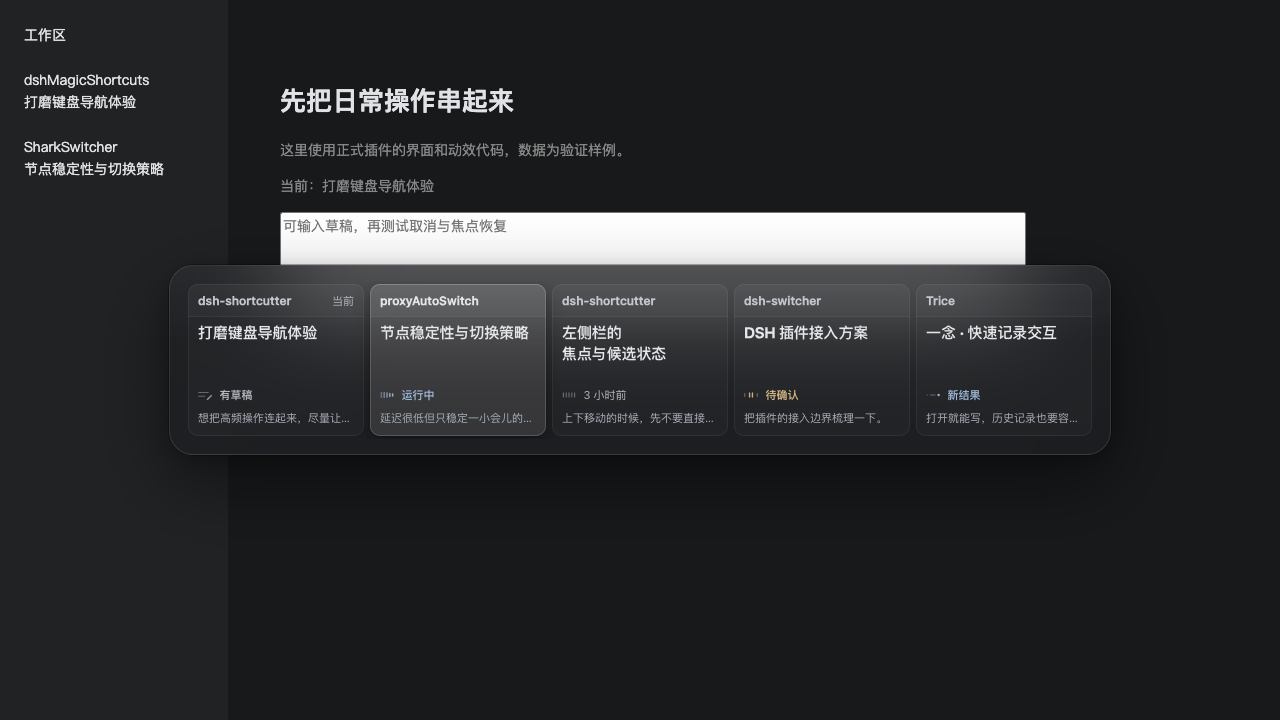 工作区
dshMagicShortcuts
打磨键盘导航体验
SharkSwitcher
节点稳定性与切换策略
先把日常操作串起来
这里使用正式插件的界面和动效代码，数据为验证样例。
当前：打磨键盘导航体验
可输入草稿，再测试取消与焦点恢复
dsh-shortcutter 当前
打磨键盘导航体验
有草稿
想把高频操作连起来，尽量让...
proxyAutoSwitch
节点稳定性与切换策略
运行中
延迟很低但只稳定一小会儿的...
dsh-shortcutter
左侧栏的
焦点与候选状态
3 小时前
上下移动的时候，先不要直接...
dsh-switcher
DSH 插件接入方案
待确认
把插件的接入边界梳理一下。
Trice
一念 · 快速记录交互
新结果
打开就能写，历史记录也要容...